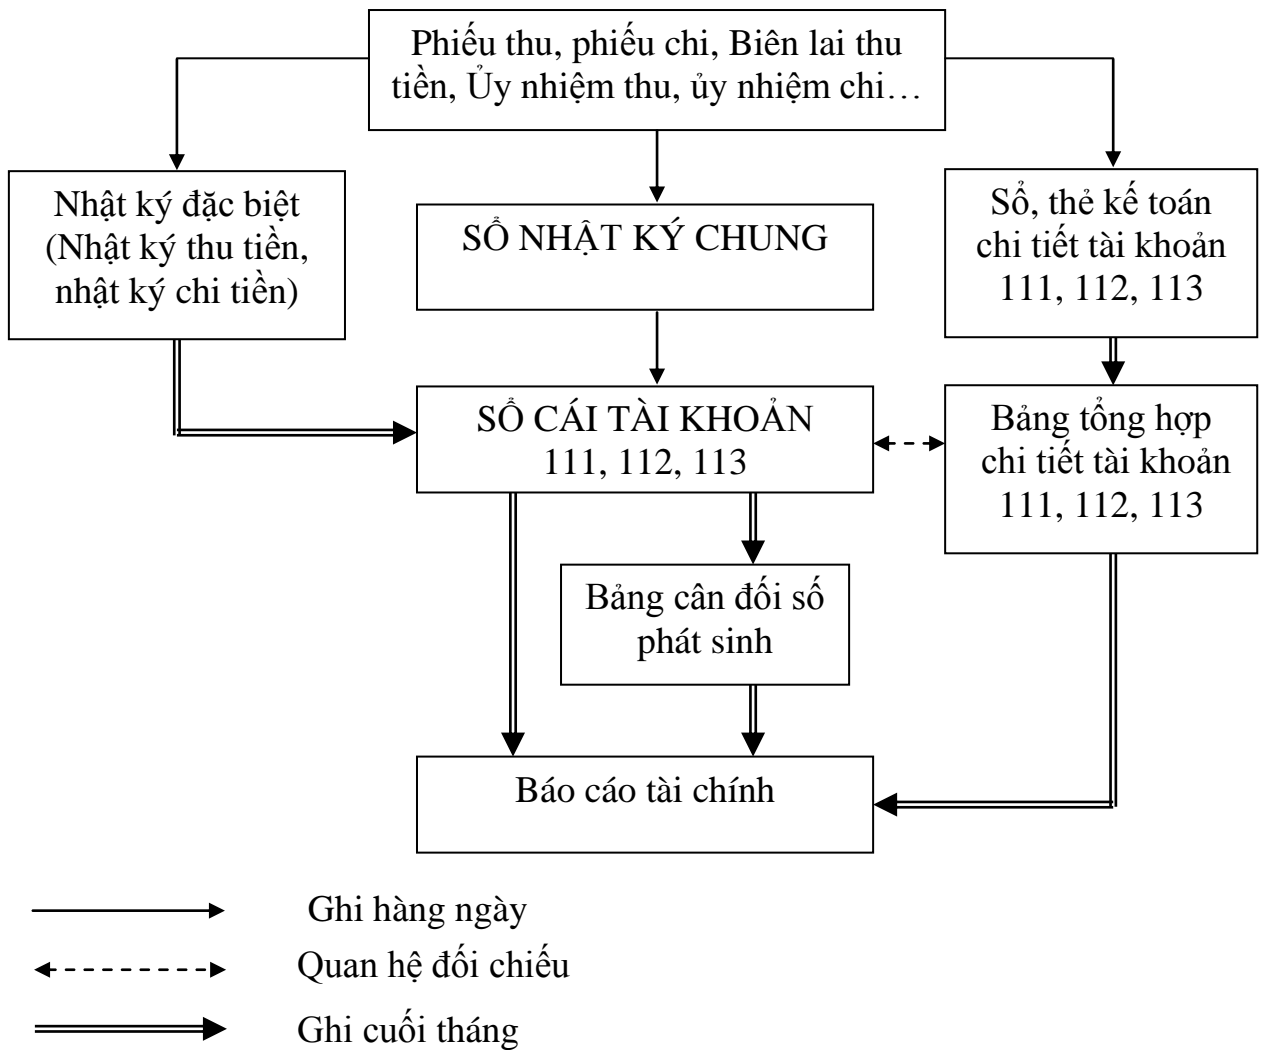 Phiếu thu, phiếu chi, Biên lai thu
tiền, Ủy nhiệm thu, ủy nhiệm chi…
Nhật ký đặc biệt
(Nhật ký thu tiền,
nhật ký chi tiền)
SỔ NHẬT KÝ CHUNG
Sổ, thẻ kế toán
chi tiết tài khoản
111, 112, 113
SỔ CÁI TÀI KHOẢN
111, 112, 113
Bảng tổng hợp
chi tiết tài khoản
111, 112, 113
Bảng cân đối số
phát sinh
Báo cáo tài chính
Ghi hàng ngày
Quan hệ đối chiếu
Ghi cuối tháng